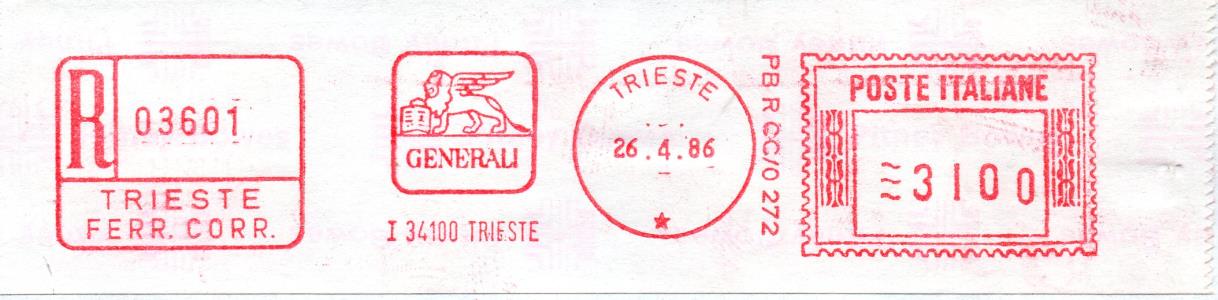 R
03601
TRIESTE
FERR. CORR.
GENERALI
I 34100 TRIESTE
TRIESTE
26.4.86
PB R CC/0 272
POSTE ITALIANE
≈3100